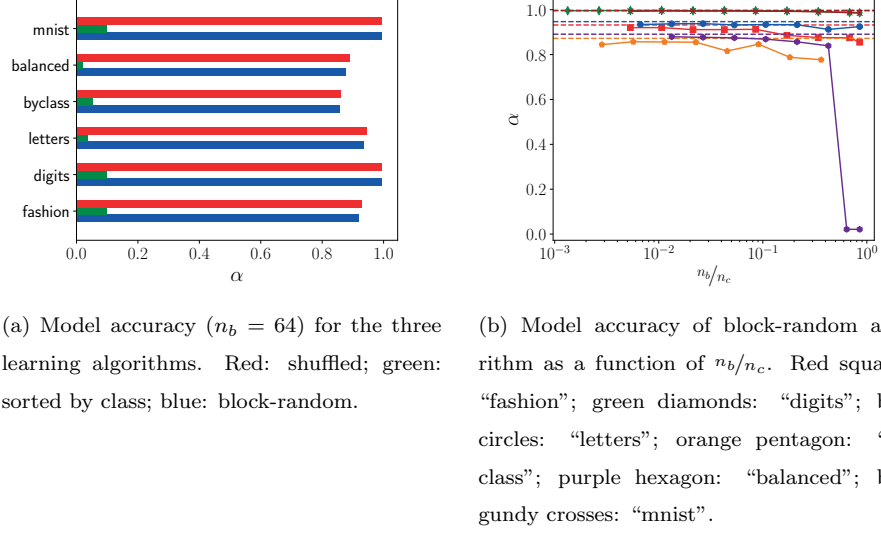 mnist
balanced
byclass
letters
digits
fashion
0.0 0.2 0.4 0.6 0.8 1.0
α
1.0
0.8
0.6
0.4
0.2
0.0
α
10⁻³ 10⁻² 10⁻¹ 10⁰
n_b/n_c
(a) Model accuracy (n_b = 64) for the three
learning algorithms. Red: shuffled; green:
sorted by class; blue: block-random.
(b) Model accuracy of block-random a
rithm as a function of n_b/n_c. Red squa
“fashion”; green diamonds: “digits”; b
circles: “letters”; orange pentagon: “
class”; purple hexagon: “balanced”; b
gundy crosses: “mnist”.